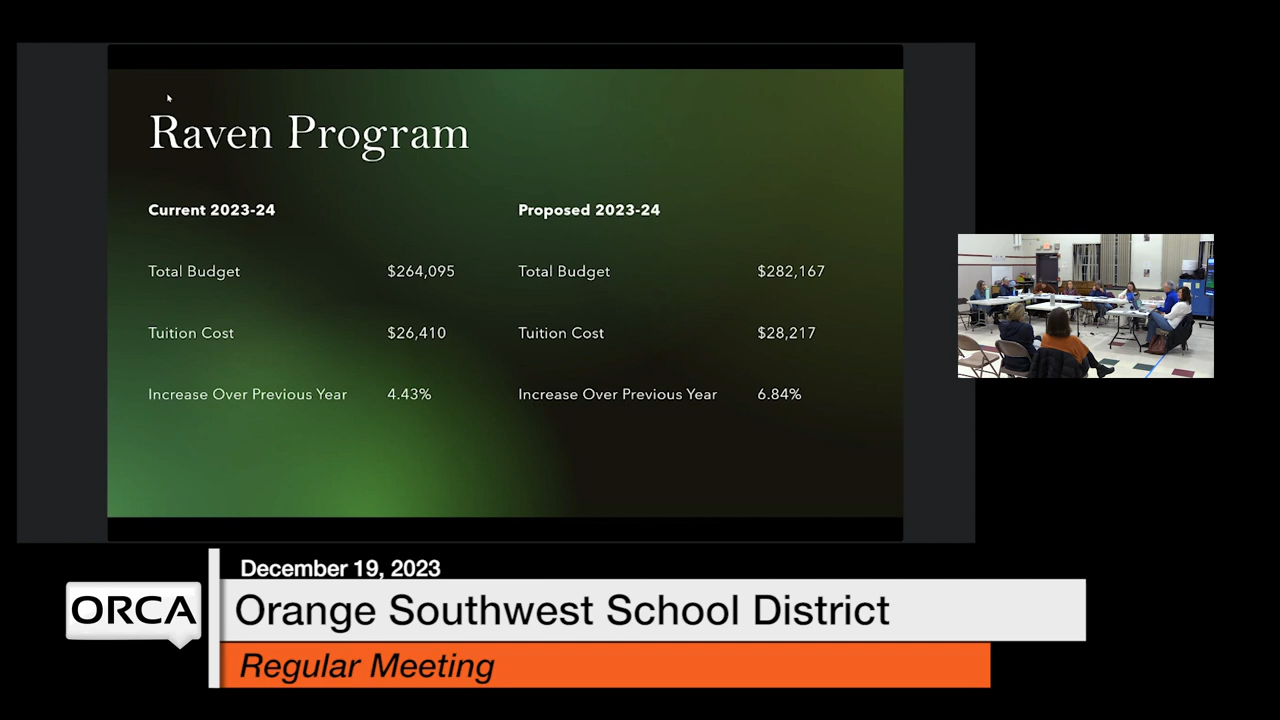 Raven Program
Current 2023-24
Proposed 2023-24
Total Budget $264,095
Total Budget $282,167
Tuition Cost $26,410
Tuition Cost $28,217
Increase Over Previous Year 4.43%
Increase Over Previous Year 6.84%
December 19, 2023
ORCA
Orange Southwest School District
Regular Meeting